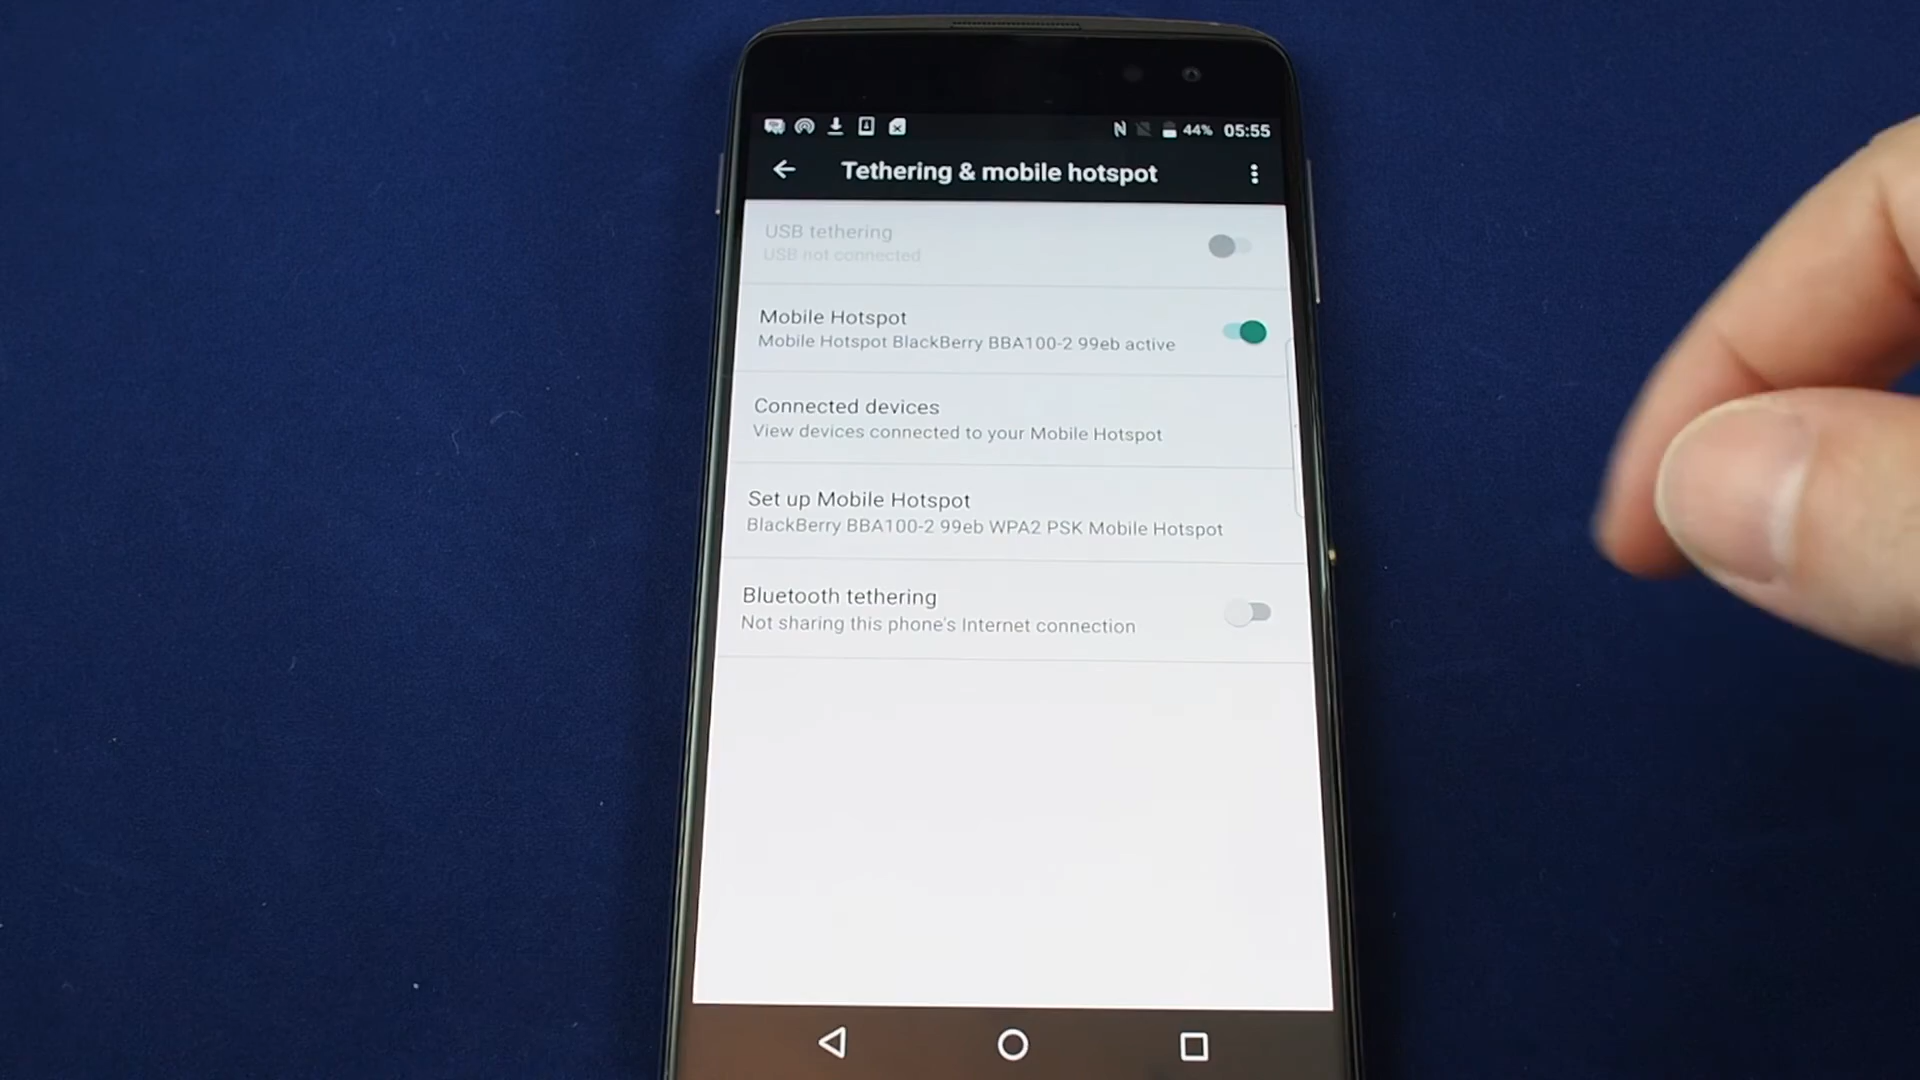 44% 05:55
Tethering & mobile hotspot
USB tethering
USB not connected
Mobile Hotspot
Mobile Hotspot BlackBerry BBA100-2 99eb active
Connected devices
View devices connected to your Mobile Hotspot
Set up Mobile Hotspot
BlackBerry BBA100-2 99eb WPA2 PSK Mobile Hotspot
Bluetooth tethering
Not sharing this phone's Internet connection